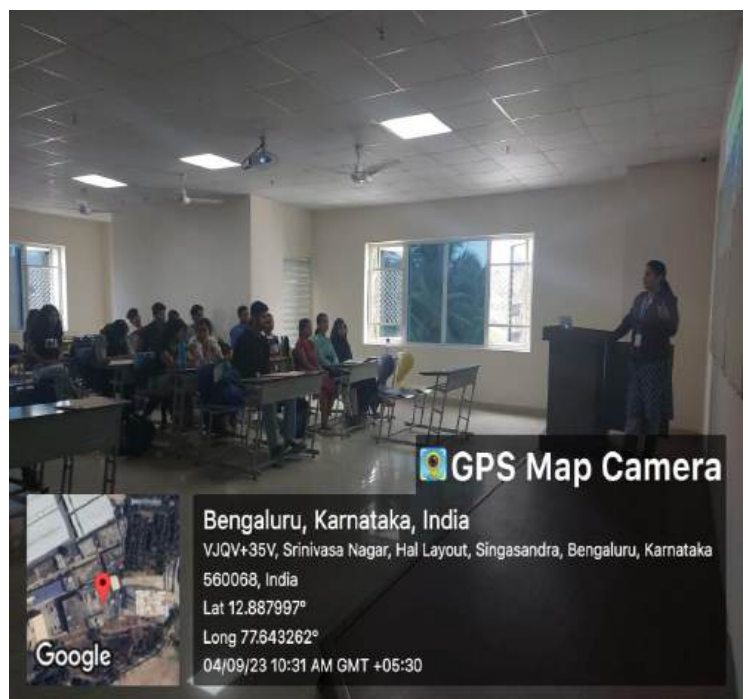 GPS Map Camera
Bengaluru, Karnataka, India
VJQV+35V, Srinivasa Nagar, Hal Layout, Singasandra, Bengaluru, Karnataka
560068, India
Lat 12.887997°
Long 77.643262°
04/09/23 10:31 AM GMT +05:30
Google